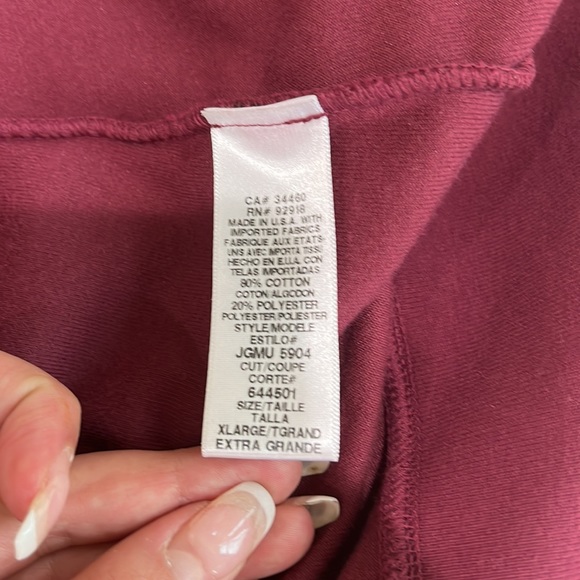 CA# 34460
RN# 92918
MADE IN U.S.A. WITH
IMPORTED FABRICS
FABRIQUE AUX ETATS-
UNIS AVEC IMPORTA TISSU
HECHO EN E.U.A. CON
TELAS IMPORTADAS
80% COTTON
COTON/ALGODON
20% POLYESTER
POLYESTER/POLIESTER
STYLE/MODELE
ESTILO#
JGMU 5904
CUT/COUPE
CORTE#
644501
SIZE/TAILLE
TALLA
XLARGE/TGRAND
EXTRA GRANDE